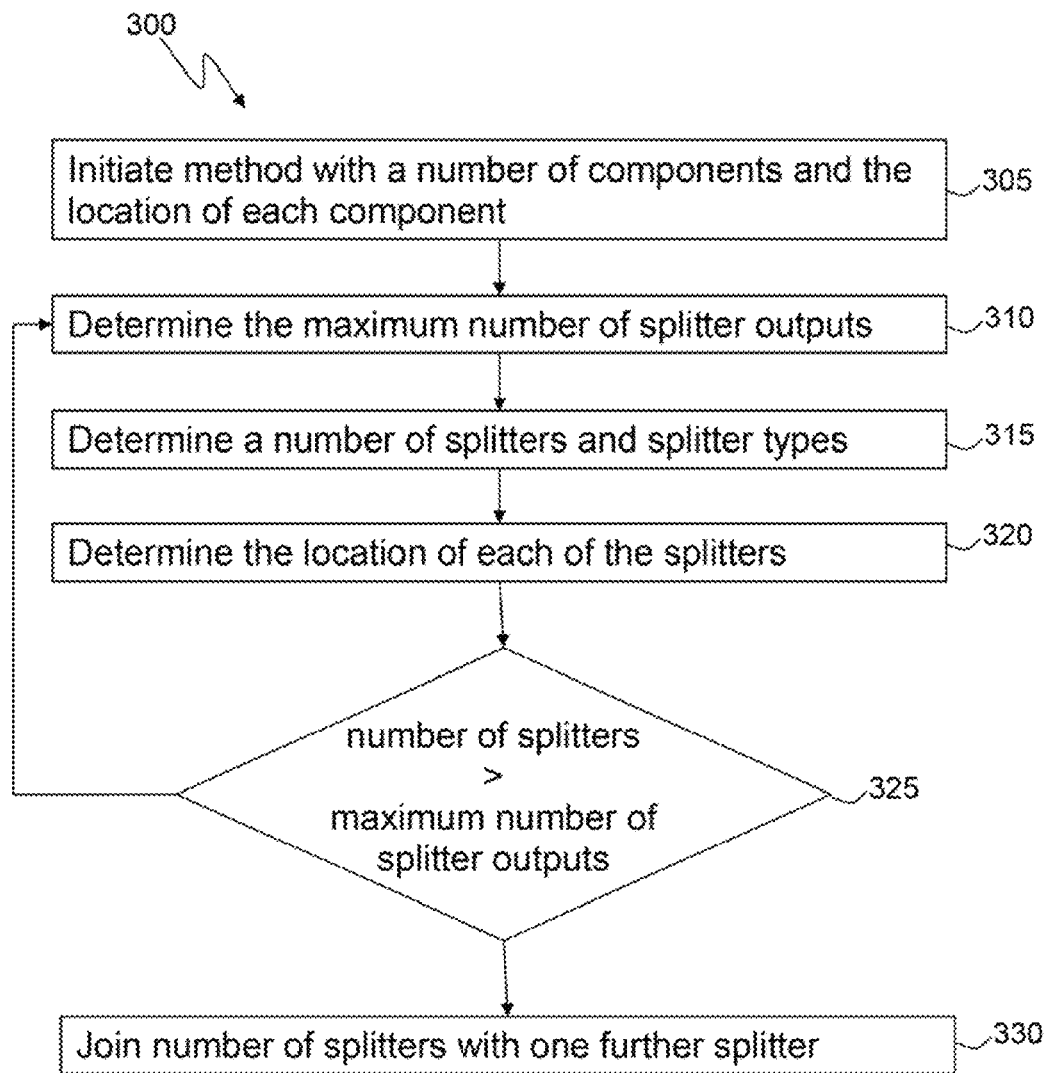 300
Initiate method with a number of components and the
location of each component
305
Determine the maximum number of splitter outputs
310
Determine a number of splitters and splitter types
315
Determine the location of each of the splitters
320
number of splitters
>
maximum number of
splitter outputs
325
Join number of splitters with one further splitter
330